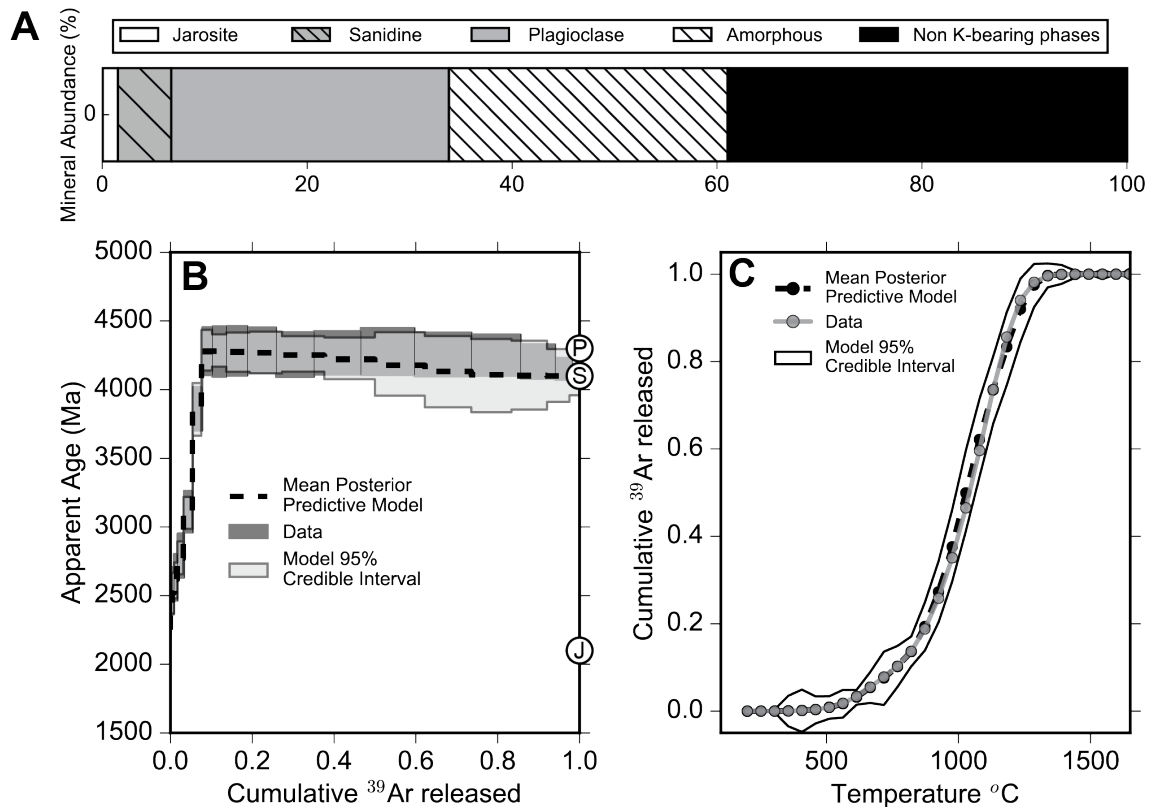 A
Jarosite Sanidine Plagioclase Amorphous Non K-bearing phases
Mineral Abundance (%)
0
0 20 40 60 80 100
B
5000
4500
4000
3500
3000
2500
2000
1500
Apparent Age (Ma)
P
S
J
Mean Posterior
Predictive Model
Data
Model 95%
Credible Interval
0.0 0.2 0.4 0.6 0.8 1.0
Cumulative ³⁹Ar released
C
1.0
0.8
0.6
0.4
0.2
0.0
Cumulative ³⁹Ar released
Mean Posterior
Predictive Model
Data
Model 95%
Credible Interval
500 1000 1500
Temperature °C